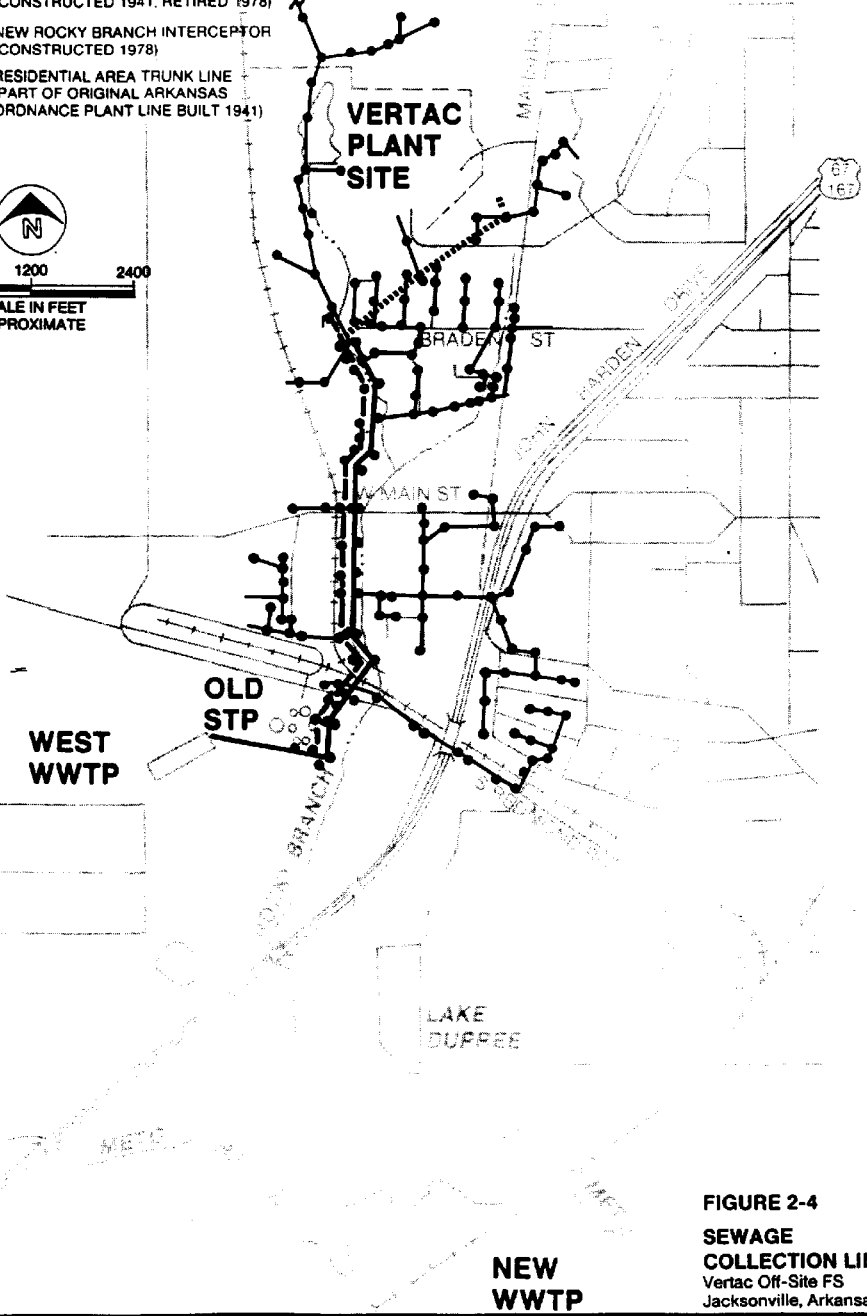 CONSTRUCTED 1941, RETIRED 1978)
NEW ROCKY BRANCH INTERCEPTOR
CONSTRUCTED 1978)
RESIDENTIAL AREA TRUNK LINE
PART OF ORIGINAL ARKANSAS
ORDNANCE PLANT LINE BUILT 1941)
VERTAC
PLANT
SITE
67
167
N
1200 2400
ALE IN FEET
PROXIMATE
BRADEN ST
HARDEN DRIVE
W MAIN ST
OLD
STP
WEST
WWTP
BRANCH
LAKE
DUPREE
FIGURE 2-4
SEWAGE
COLLECTION LI
Vertac Off-Site FS
Jacksonville, Arkansa
NEW
WWTP